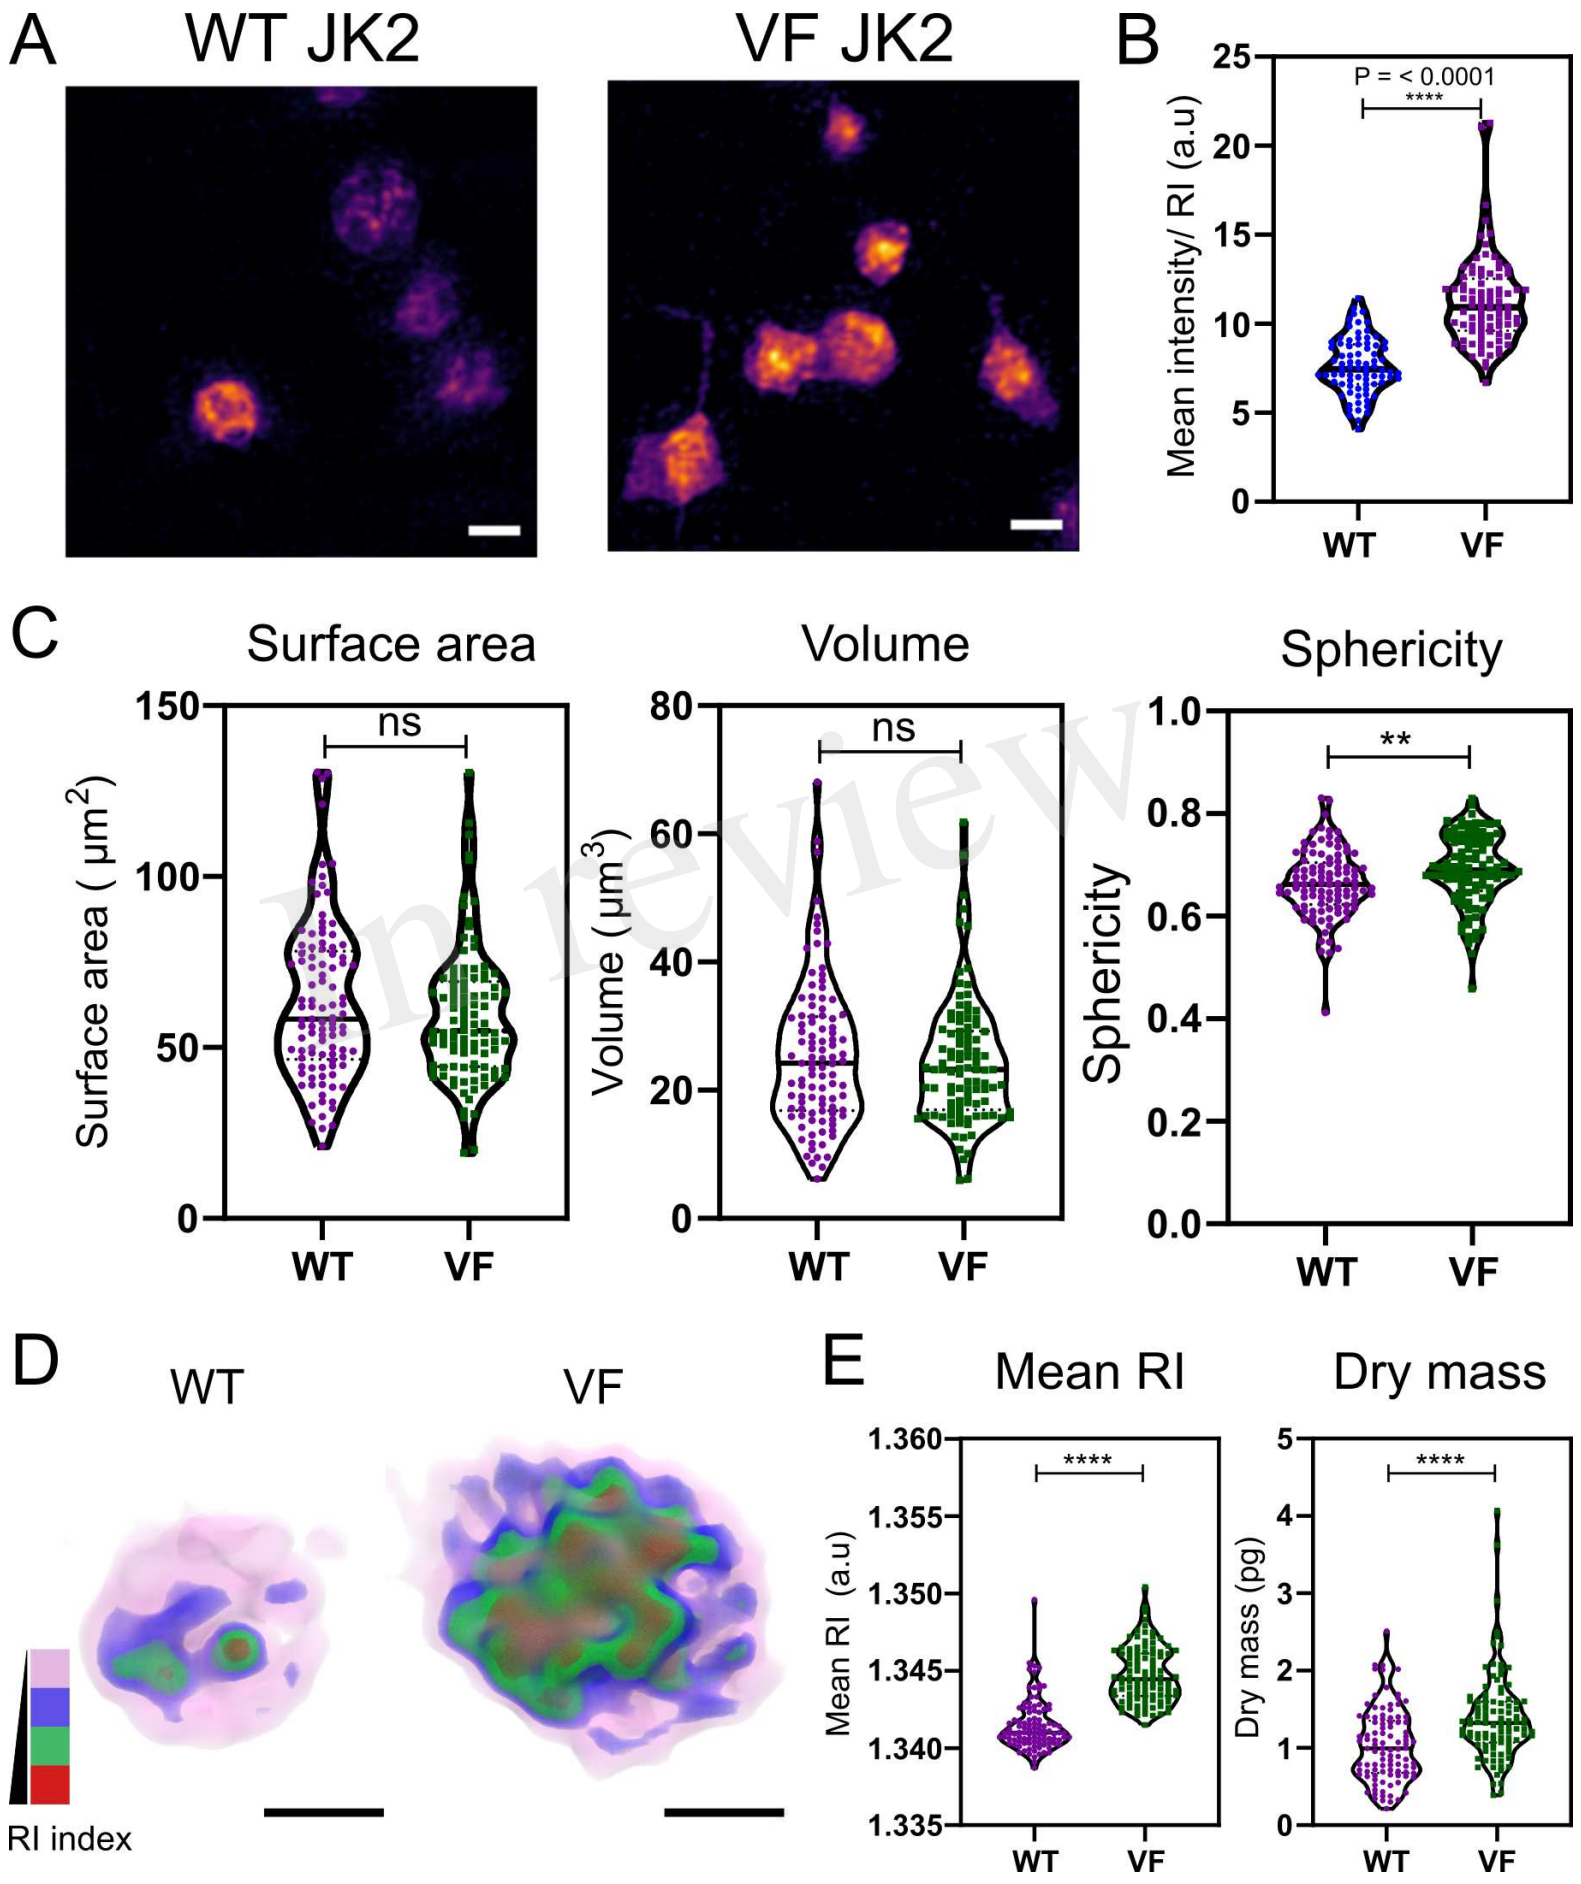 A
WT JK2
VF JK2
B
Mean intensity/ RI (a.u)
25
20
15
10
5
0
P = < 0.0001
****
WT
VF
C
Surface area
Surface area ( µm2)
150
100
50
0
ns
WT
VF
Volume
Volume ( µm3)
80
60
40
20
0
ns
WT
VF
Sphericity
Sphericity
1.0
0.8
0.6
0.4
0.2
0.0
**
WT
VF
In review
D
WT
VF
RI index
E
Mean RI
Mean RI (a.u)
1.360
1.355
1.350
1.345
1.340
1.335
****
WT
VF
Dry mass
Dry mass (pg)
5
4
3
2
1
0
****
WT
VF